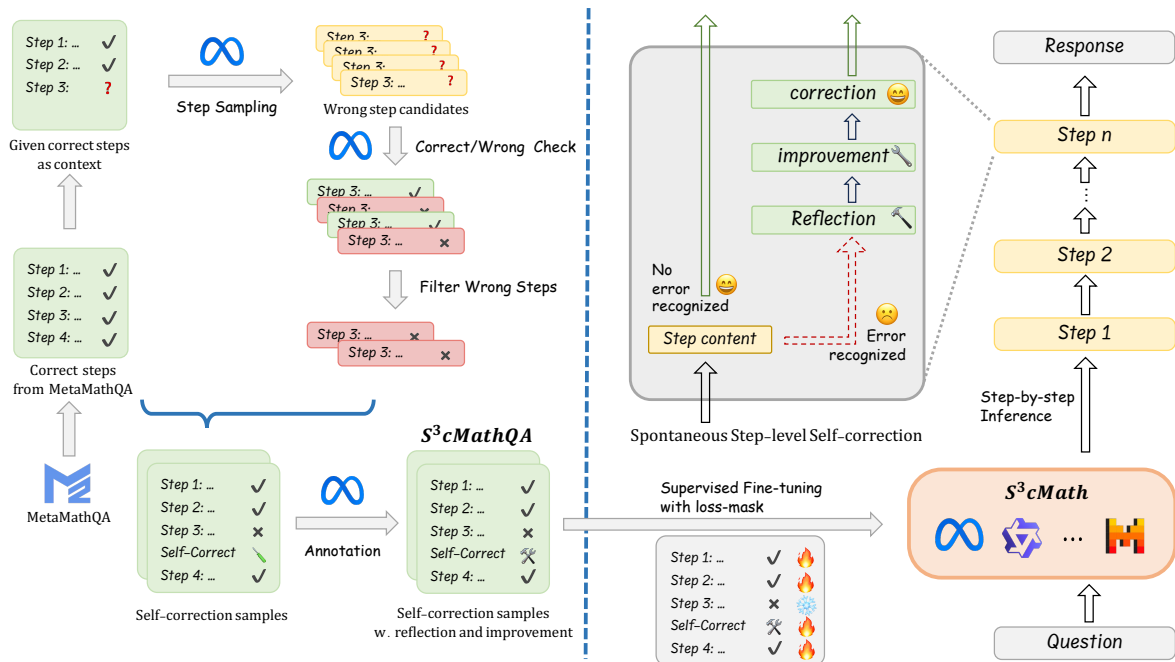 Step 1: ... ✓
Step 2: ... ✓
Step 3: ?
Given correct steps
as context
Step Sampling
Step 3: ... ?
Step 3: ... ?
Step 3: ... ?
Step 3: ... ?
Wrong step candidates
Correct/Wrong Check
Step 3: ... ✓
Step 3: ×
Step 3: ... ✓
Step 3: ... ×
Filter Wrong Steps
Step 3: ... ×
Step 3: ... ×
Step 1: ... ✓
Step 2: ... ✓
Step 3: ... ✓
Step 4: ... ✓
Correct steps
from MetaMathQA
MetaMathQA
Step 1: ... ✓
Step 2: ... ✓
Step 3: ... ×
Self-Correct
Step 4: ... ✓
Self-correction samples
Annotation
S³cMathQA
Step 1: ... ✓
Step 2: ... ✓
Step 3: ... ×
Self-Correct
Step 4: ... ✓
Self-correction samples
w. reflection and improvement
correction
improvement
Reflection
No
error
recognized
Step content
Error
recognized
Spontaneous Step-level Self-correction
Response
Step n
...
Step 2
Step 1
Step-by-step
Inference
Supervised Fine-tuning
with loss-mask
Step 1: ... ✓
Step 2: ... ✓
Step 3: ... ×
Self-Correct
Step 4: ... ✓
S³cMath
...
Question